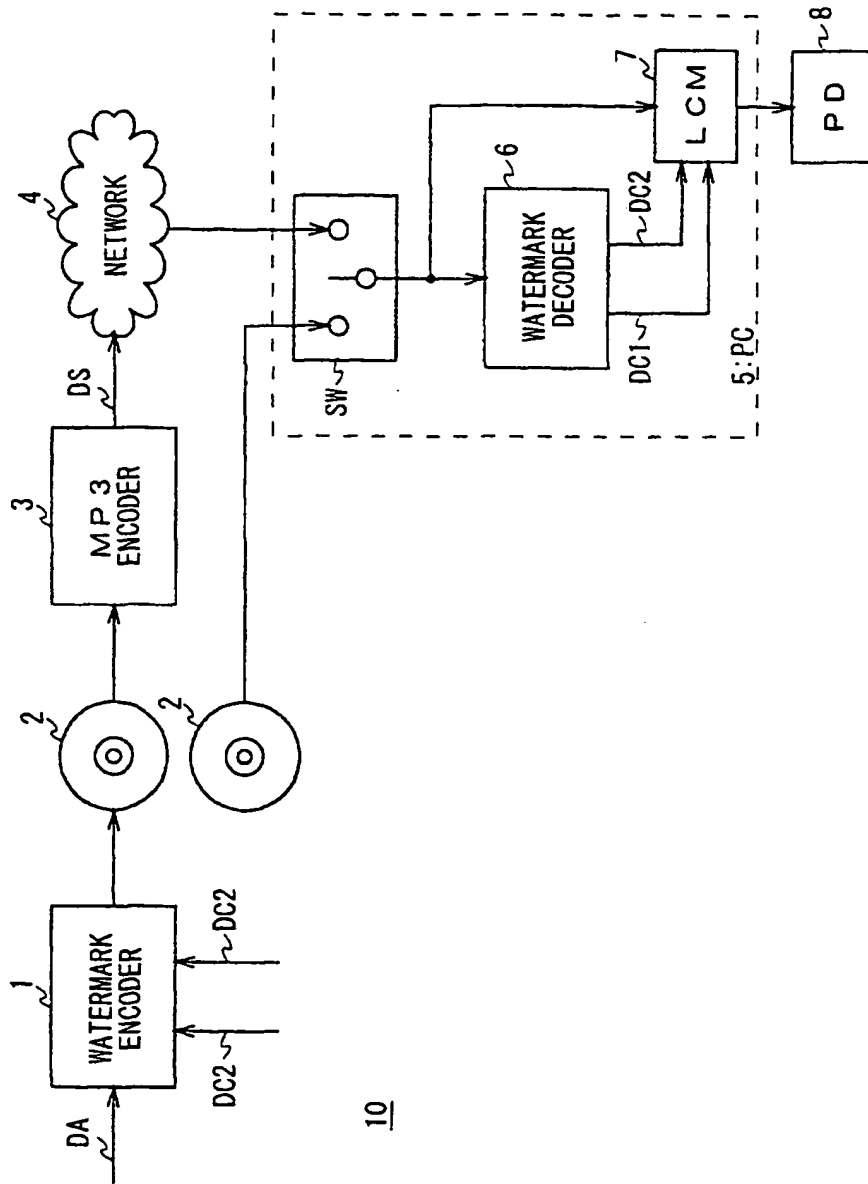 DA
1
WATERMARK
ENCODER
DC2
DC2
2
2
3
MP3
ENCODER
DS
4
NETWORK
SW
6
WATERMARK
DECODER
DC1
DC2
7
LCM
5:PC
8
PD
10